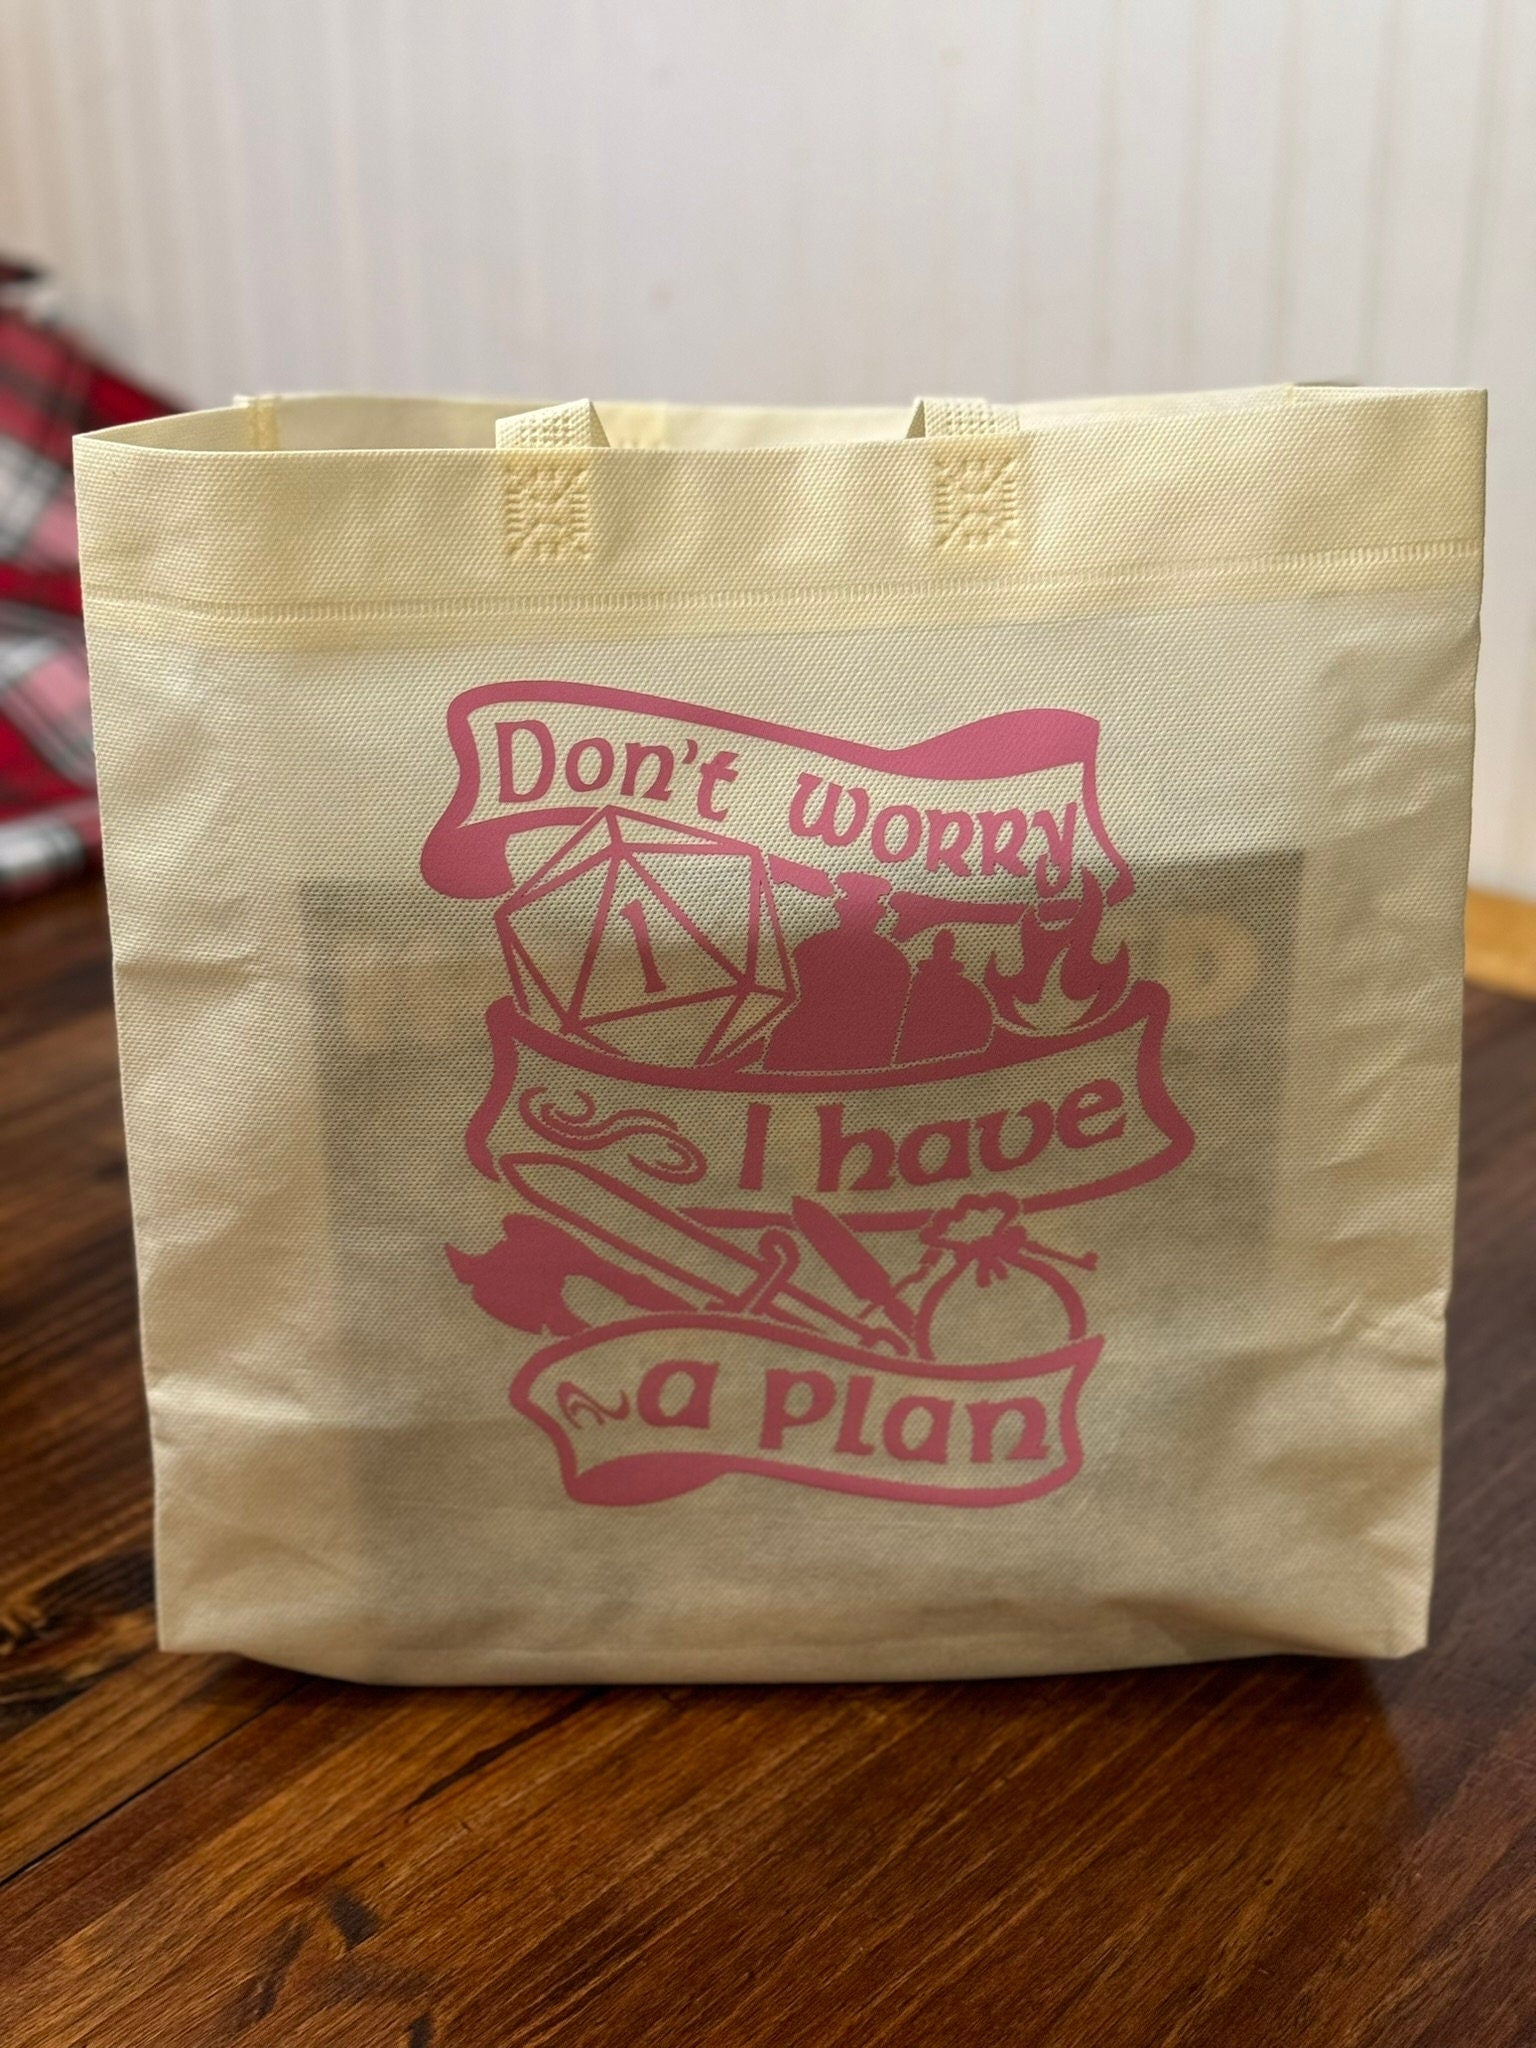 Don't worry
1
I have
a plan